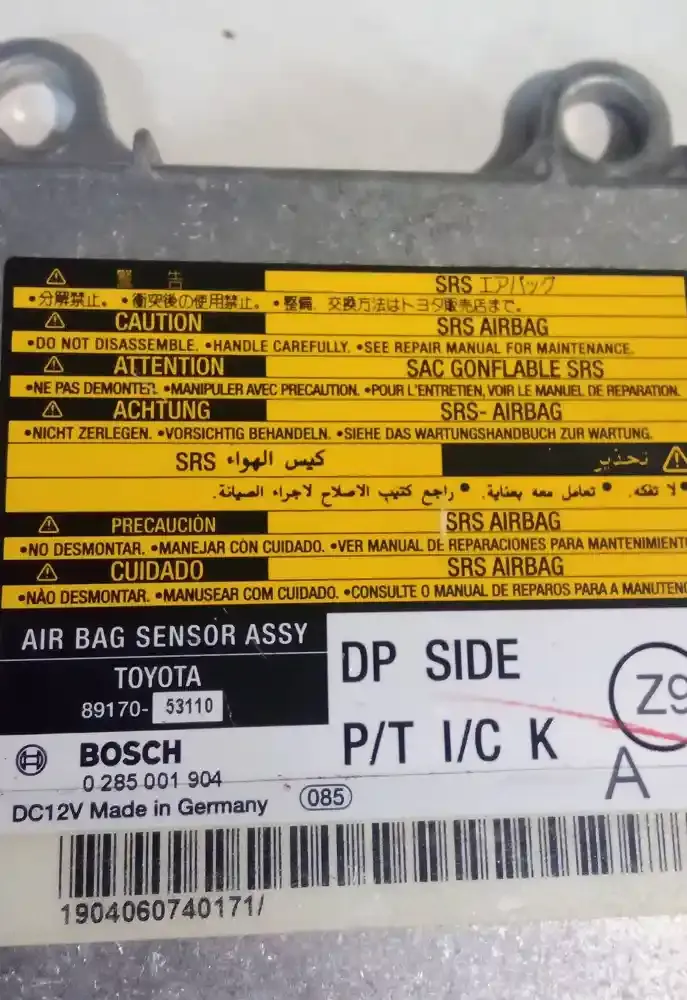 警告 SRS エアバッグ
•分解禁止。 •衝突後の使用禁止。 •整備、交換方法はトヨタ販売店まで。
CAUTION SRS AIRBAG
•DO NOT DISASSEMBLE. •HANDLE CAREFULLY. •SEE REPAIR MANUAL FOR MAINTENANCE.
ATTENTION SAC GONFLABLE SRS
•NE PAS DEMONTER. •MANIPULER AVEC PRECAUTION. •POUR L'ENTRETIEN, VOIR LE MANUEL DE REPARATION.
ACHTUNG SRS- AIRBAG
•NICHT ZERLEGEN. •VORSICHTIG BEHANDELN. •SIEHE DAS WARTUNGSHANDBUCH ZUR WARTUNG.
تحذير كيس الهواء SRS
•لا تفكه. • تعامل معه بعناية. • راجع كتيب الاصلاح لاجراء الصيانة.
PRECAUCIÓN SRS AIRBAG
•NO DESMONTAR. •MANEJAR CON CUIDADO. •VER MANUAL DE REPARACIONES PARA MANTENIMIENT
CUIDADO SRS AIRBAG
•NÃO DESMONTAR. •MANUSEAR COM CUIDADO. •CONSULTE O MANUAL DE REPAROS PARA A MANUTENC
AIR BAG SENSOR ASSY
TOYOTA
89170- 53110
DP SIDE
P/T I/C K
Z9
A
BOSCH
0 285 001 904
DC12V Made in Germany 085
1904060740171/